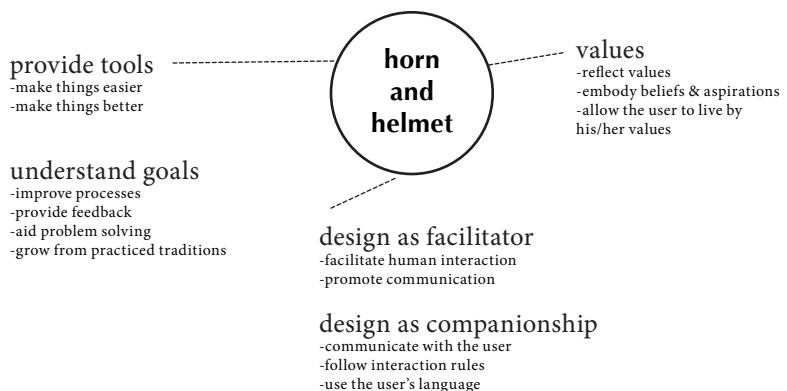 horn
and
helmet
provide tools
-make things easier
-make things better
understand goals
-improve processes
-provide feedback
-aid problem solving
-grow from practiced traditions
values
-reflect values
-embody beliefs & aspirations
-allow the user to live by
his/her values
design as facilitator
-facilitate human interaction
-promote communication
design as companionship
-communicate with the user
-follow interaction rules
-use the user's language